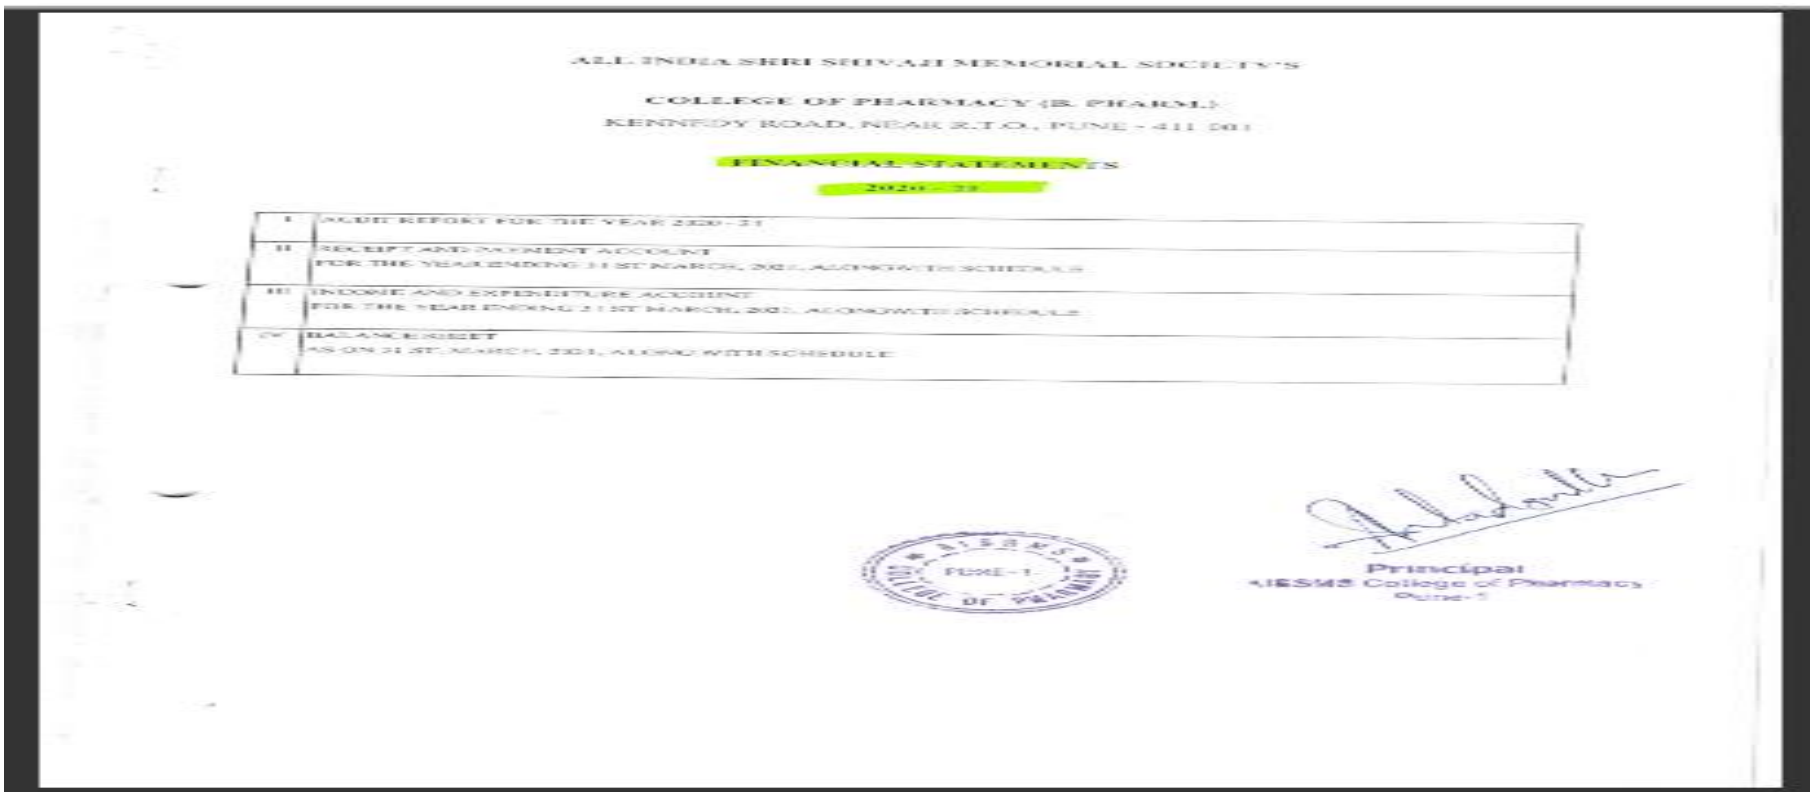 ALL INDIA SHRI SHIVAJI MEMORIAL SOCIETY'S
COLLEGE OF PHARMACY (B. PHARM.)
KENNEDY ROAD, NEAR R.T.O., PUNE - 411 001
FINANCIAL STATEMENTS
2020 - 21
I AUDIT REPORT FOR THE YEAR 2020 - 21
II RECEIPT AND PAYMENT ACCOUNT
FOR THE YEAR ENDING 31 ST MARCH, 2021, ALONGWITH SCHEDULE
III INCOME AND EXPENDITURE ACCOUNT
FOR THE YEAR ENDING 31 ST MARCH, 2021, ALONGWITH SCHEDULE
IV BALANCE SHEET
AS ON 31 ST. MARCH, 2021, ALONG WITH SCHEDULE
AISSMS
PUNE-1.
COLLEGE OF PHARMACY
Principal
AISSMS College of Pharmacy
Pune-1